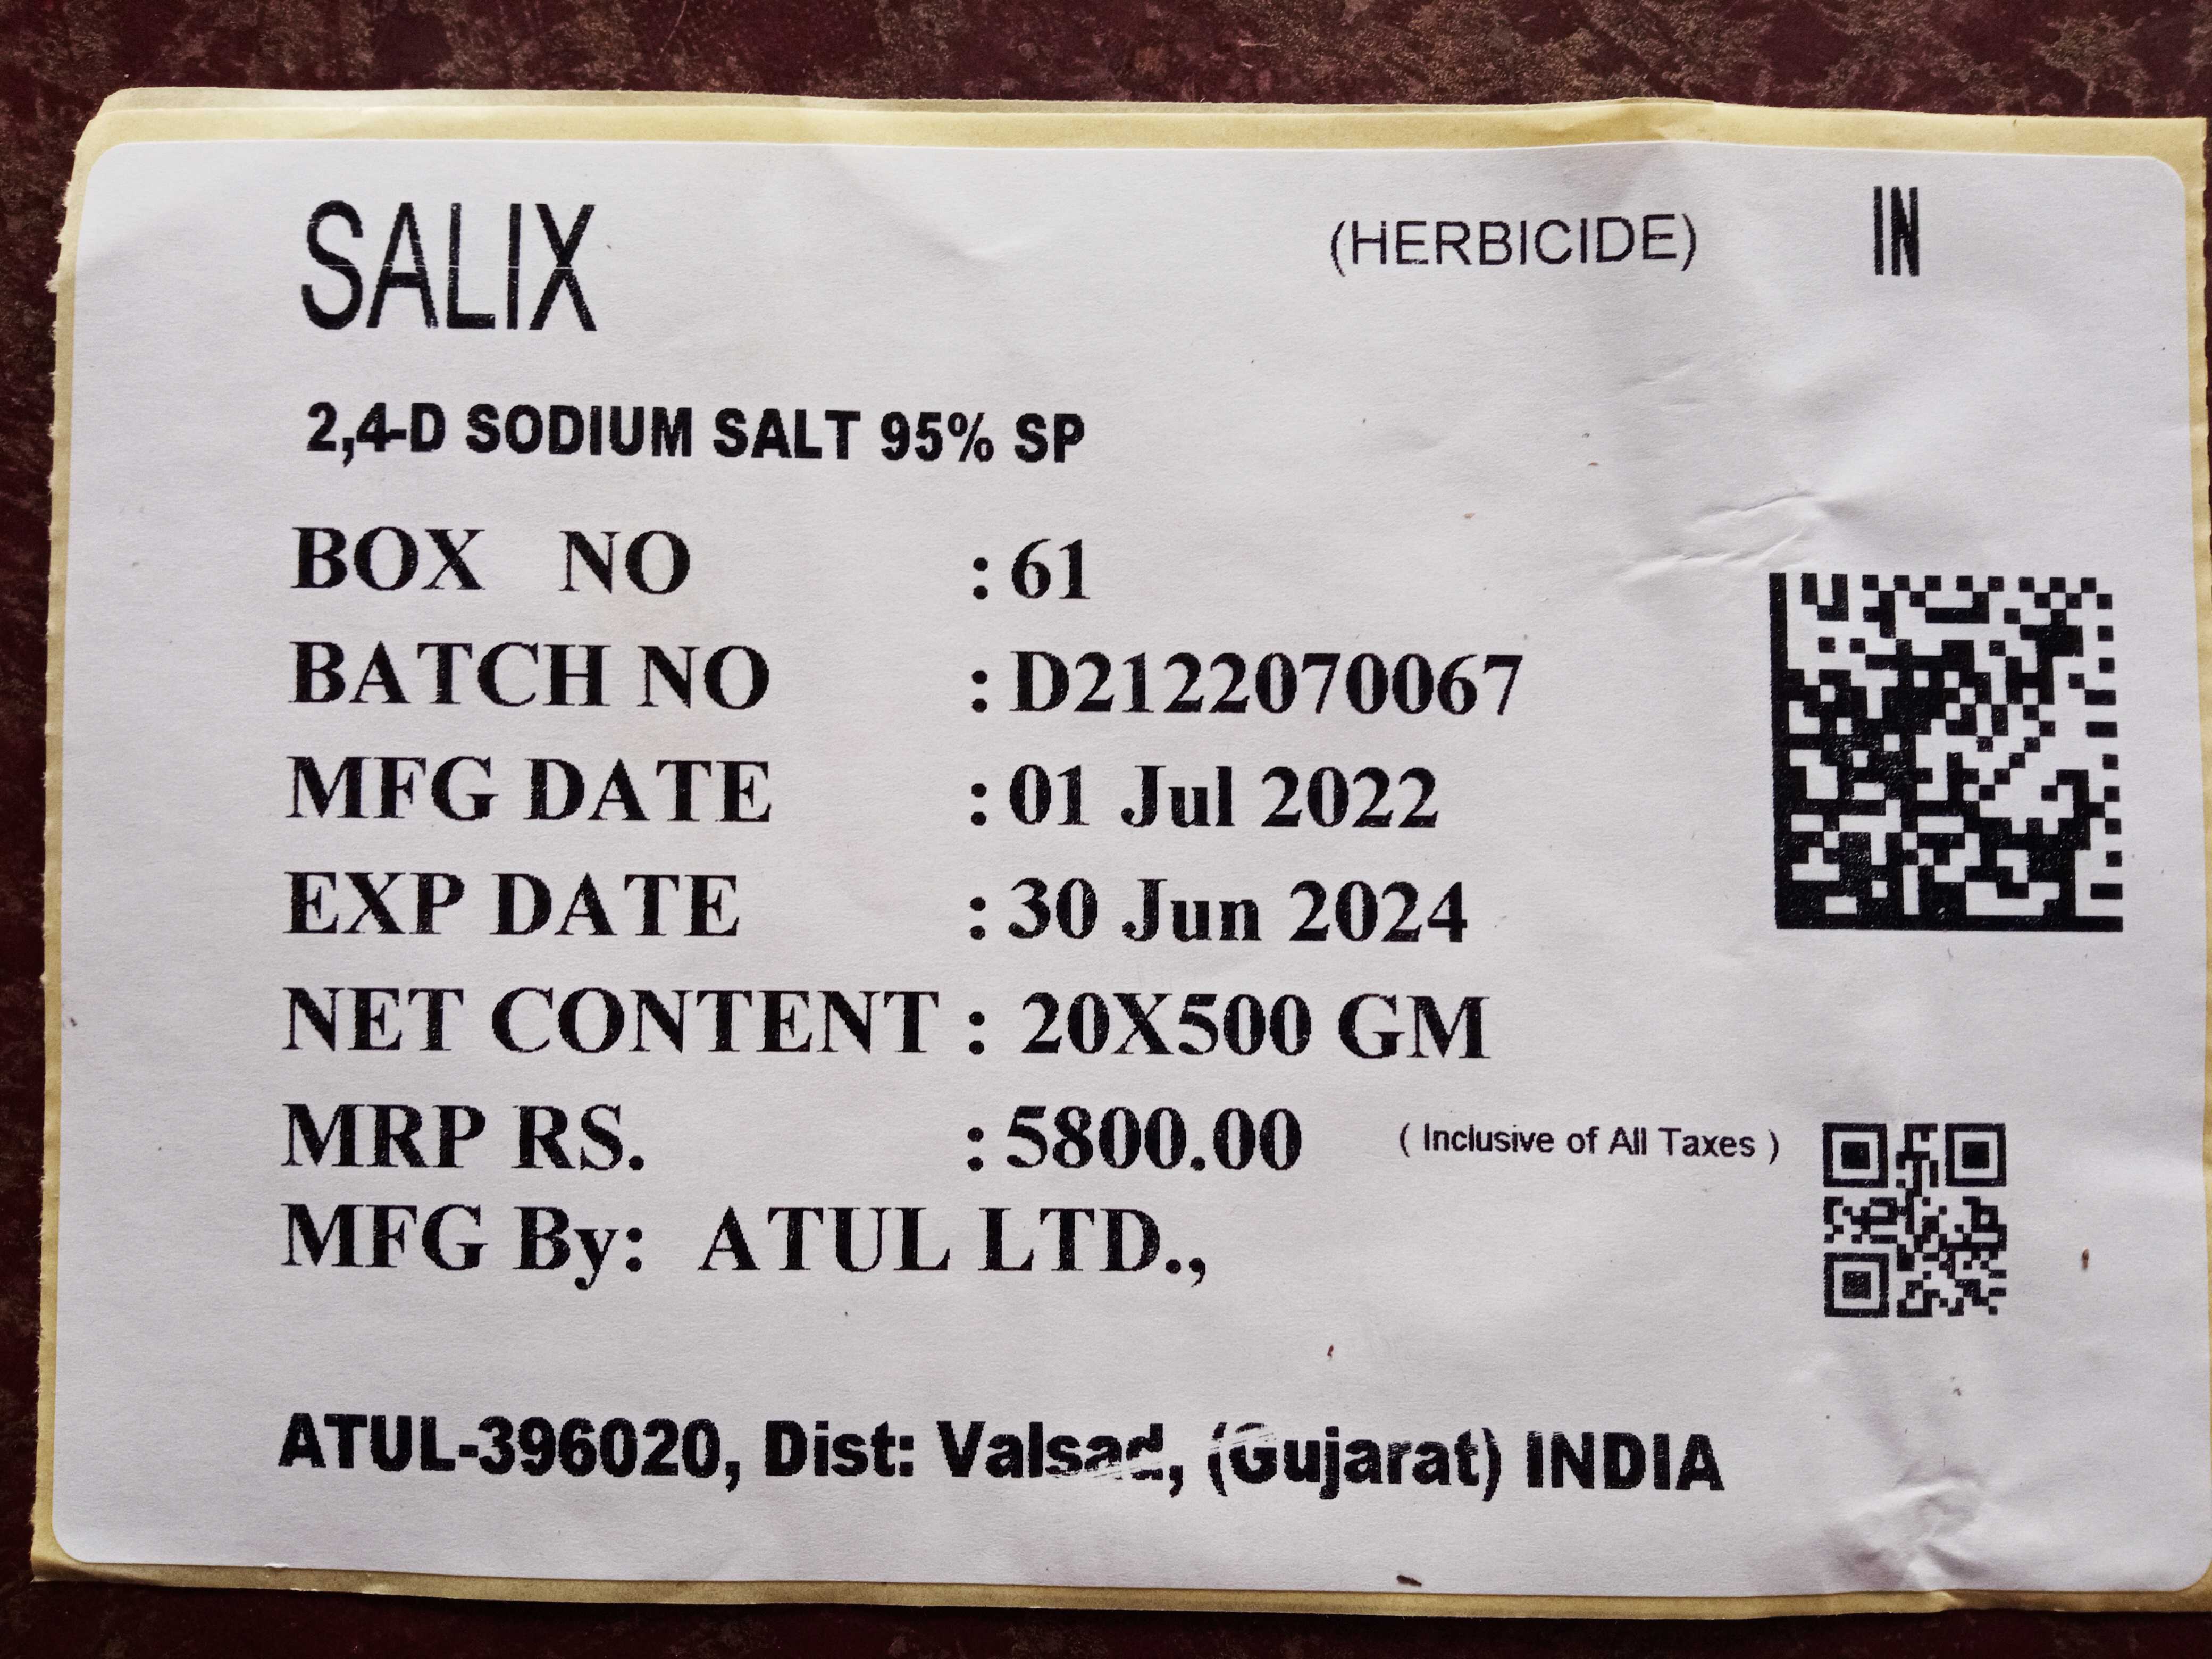 SALIX (HERBICIDE) IN
2,4-D SODIUM SALT 95% SP
BOX NO : 61
BATCH NO : D2122070067
MFG DATE : 01 Jul 2022
EXP DATE : 30 Jun 2024
NET CONTENT : 20X500 GM
MRP RS. : 5800.00 ( Inclusive of All Taxes )
MFG By: ATUL LTD.,
ATUL-396020, Dist: Valsad, (Gujarat) INDIA